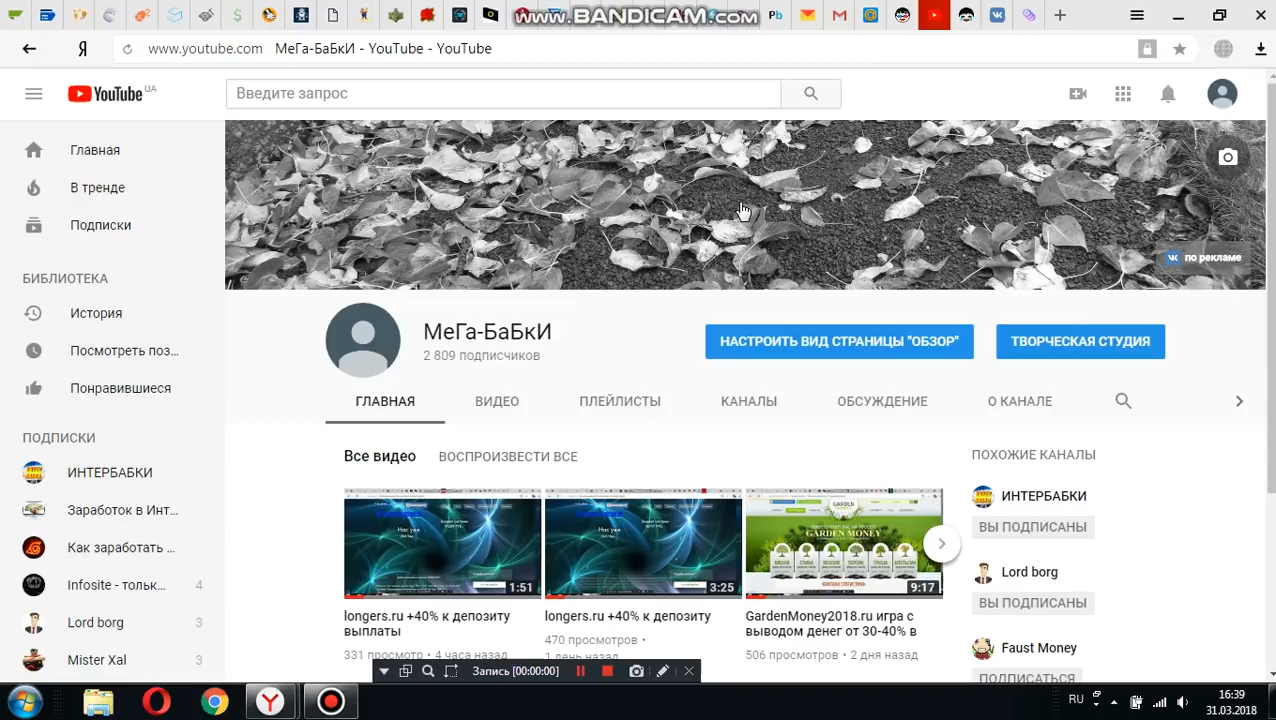 www.BANDICAM.com
Pb
Я
www.youtube.com МеГа-БаБкИ - YouTube - YouTube
YouTube UA
Введите запрос
Главная
В тренде
Подписки
БИБЛИОТЕКА
История
Посмотреть поз...
Понравившиеся
ПОДПИСКИ
ИНТЕРБАБКИ
Заработок в Инт...
Как заработать ...
Infosite - тольк... 4
Lord borg 3
Mister Xal 3
по рекламе
МеГа-БаБкИ
2 809 подписчиков
НАСТРОИТЬ ВИД СТРАНИЦЫ "ОБЗОР"
ТВОРЧЕСКАЯ СТУДИЯ
ГЛАВНАЯ ВИДЕО ПЛЕЙЛИСТЫ КАНАЛЫ ОБСУЖДЕНИЕ О КАНАЛЕ
Все видео ВОСПРОИЗВЕСТИ ВСЕ
1:51
longers.ru +40% к депозиту
выплаты
331 просмотр • 4 часа назад
3:25
longers.ru +40% к депозиту
470 просмотров •
1 день назад
GARDEN MONEY
9:17
GardenMoney2018.ru игра с
выводом денег от 30-40% в
506 просмотров • 2 дня назад
ПОХОЖИЕ КАНАЛЫ
ИНТЕРБАБКИ
ВЫ ПОДПИСАНЫ
Lord borg
ВЫ ПОДПИСАНЫ
Faust Money
ПОДПИСАТЬСЯ
Запись [00:00:00]
RU
16:39
31.03.2018